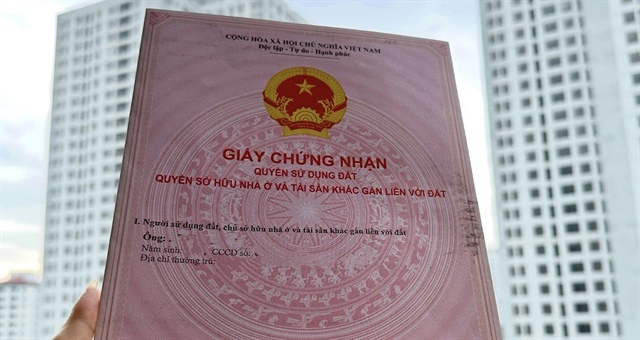 CỘNG HÒA XÃ HỘI CHỦ NGHĨA VIỆT NAM
Độc lập - Tự do - Hạnh phúc
GIẤY CHỨNG NHẬN
QUYỀN SỬ DỤNG ĐẤT
QUYỀN SỞ HỮU NHÀ Ở VÀ TÀI SẢN KHÁC GẮN LIỀN VỚI ĐẤT
I. Người sử dụng đất, chủ sở hữu nhà ở và tài sản khác gắn liền với đất
Ông:
Năm sinh: , CCCD số:
Địa chỉ thường trú: